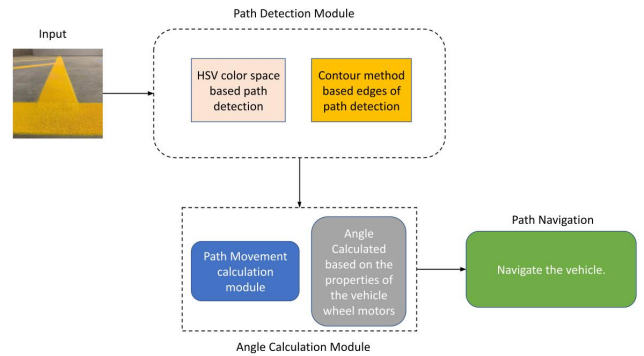 Path Detection Module
Input
HSV color space
based path
detection
Contour method
based edges of
path detection
Path Movement
calculation
module
Angle
Calculated
based on the
properties of
the vehicle
wheel motors
Path Navigation
Navigate the vehicle.
Angle Calculation Module